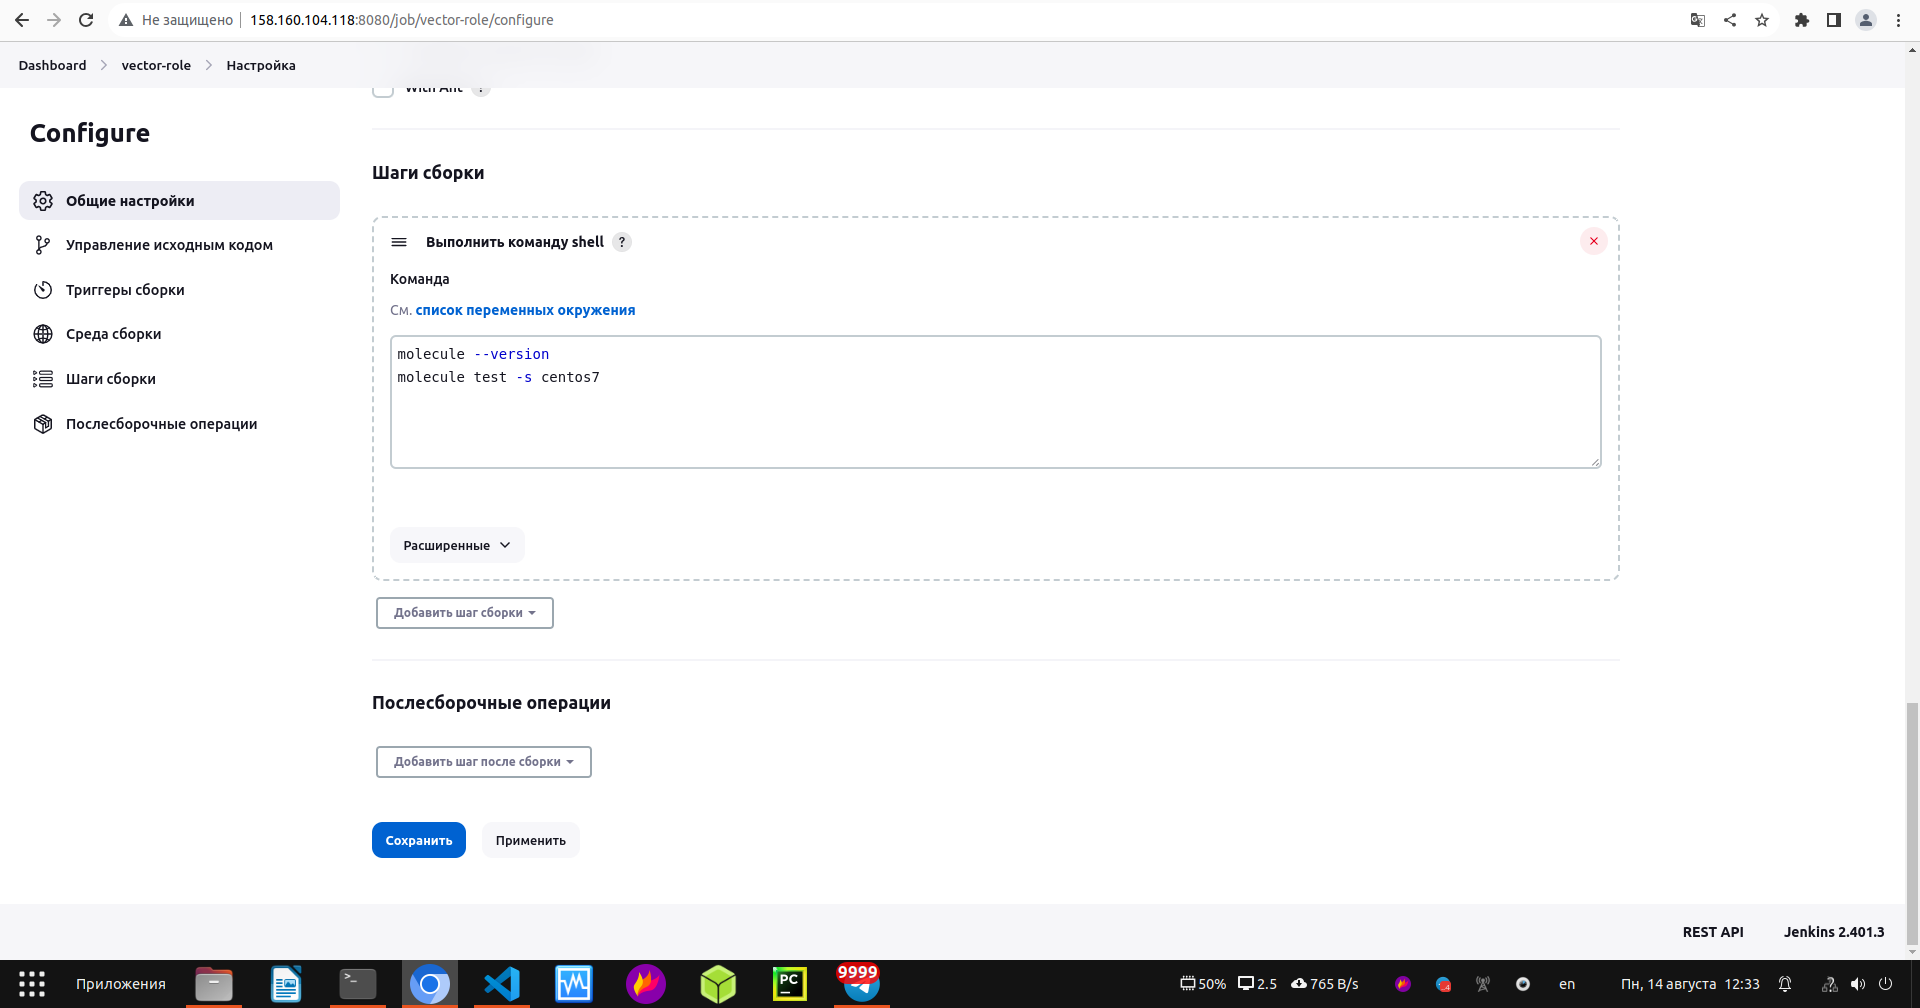 Не защищено
158.160.104.118:8080/job/vector-role/configure
Dashboard
vector-role
Настройка
With Ant ?
Configure
Общие настройки
Управление исходным кодом
Триггеры сборки
Среда сборки
Шаги сборки
Послесборочные операции
Шаги сборки
Выполнить команду shell ?
Команда
См. список переменных окружения
molecule --version
molecule test -s centos7
Расширенные
Добавить шаг сборки
Послесборочные операции
Добавить шаг после сборки
Сохранить
Применить
REST API
Jenkins 2.401.3
Приложения
>_
PC
9999
50%
2.5
765 B/s
en
Пн, 14 августа 12:33